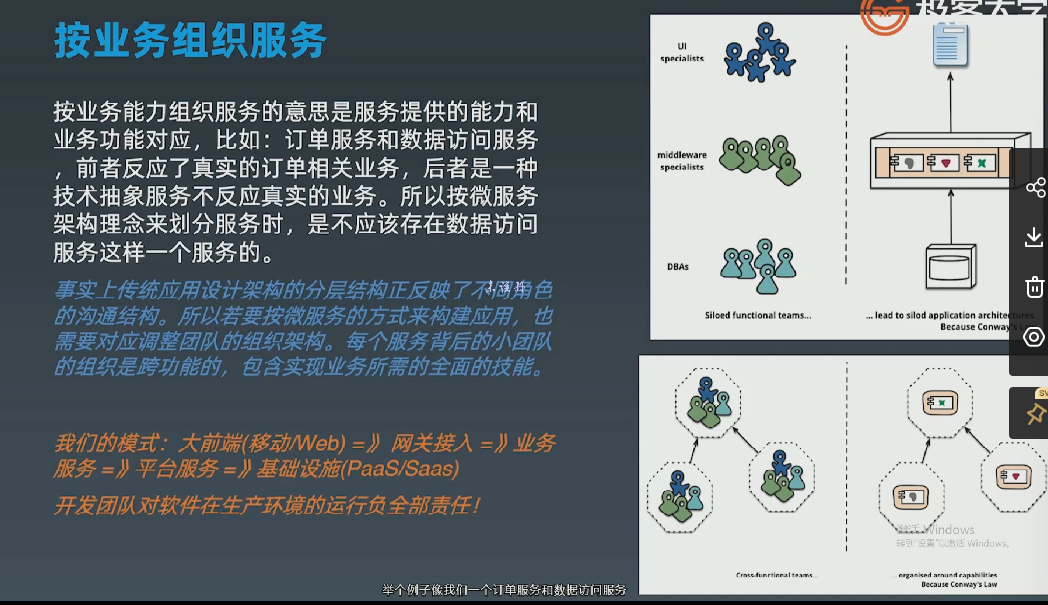 极客大学
按业务组织服务
按业务能力组织服务的意思是服务提供的能力和
业务功能对应，比如：订单服务和数据访问服务
，前者反应了真实的订单相关业务，后者是一种
技术抽象服务不反应真实的业务。所以按微服务
架构理念来划分服务时，是不应该存在数据访问
服务这样一个服务的。
事实上传统应用设计架构的分层结构正反映了不同角色
的沟通结构。所以若要按微服务的方式来构建应用，也
需要对应调整团队的组织架构。每个服务背后的小团队
的组织是跨功能的，包含实现业务所需的全面的技能。
我们的模式：大前端(移动/Web) =》 网关接入 =》业务
服务 =》平台服务 =》基础设施(PaaS/Saas)
开发团队对软件在生产环境的运行负全部责任！
UI
specialists
middleware
specialists
DBAs
Siloed functional teams...
... lead to silod application architectures.
Because Conway's Law
Cross-functional teams...
... organised around capabilities
Because Conway's Law
激活 Windows
转到"设置"以激活 Windows。
举个例子像我们一个订单服务和数据访问服务